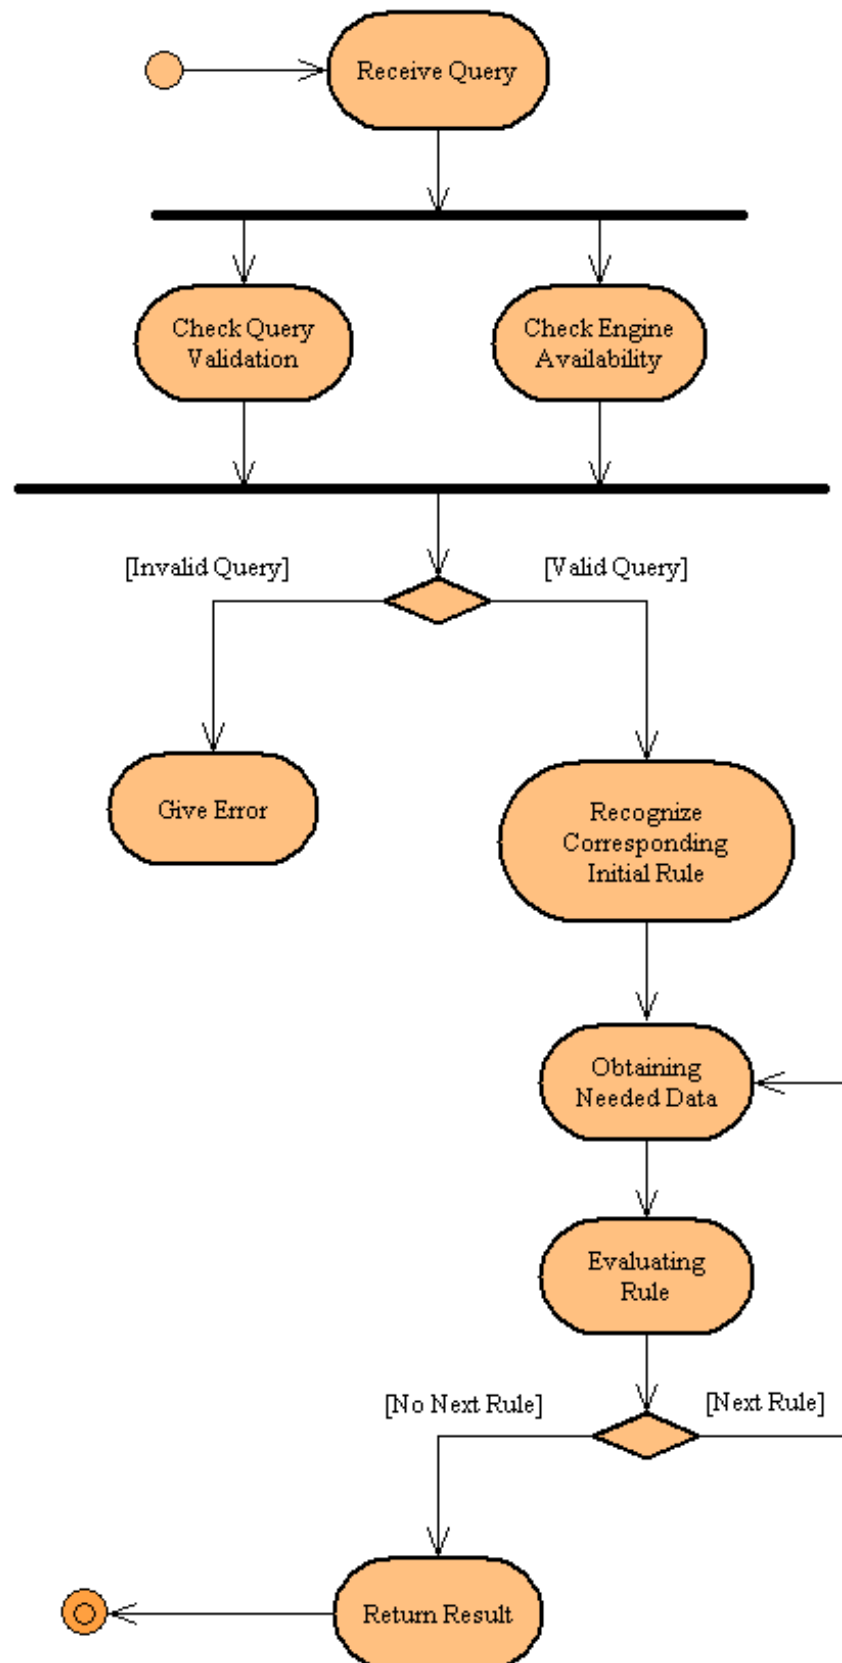 Receive Query
Check Query
Validation
Check Engine
Availability
[Invalid Query]
[Valid Query]
Give Error
Recognize
Corresponding
Initial Rule
Obtaining
Needed Data
Evaluating
Rule
[No Next Rule]
[Next Rule]
Return Result